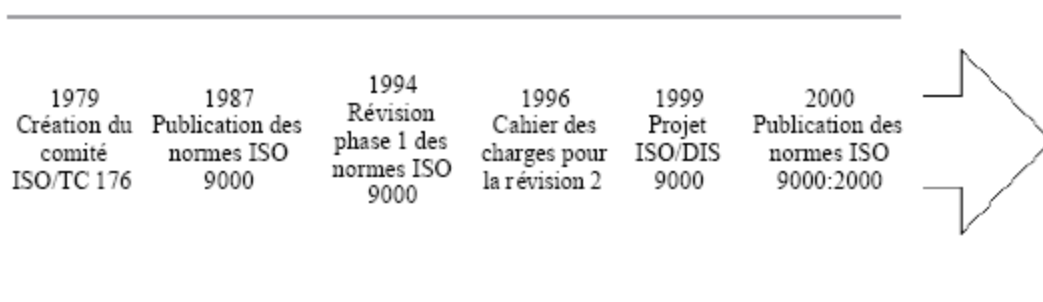 1979
Création du
comité
ISO/TC 176
1987
Publication des
normes ISO
9000
1994
Révision
phase 1 des
normes ISO
9000
1996
Cahier des
charges pour
la révision 2
1999
Projet
ISO/DIS
9000
2000
Publication des
normes ISO
9000:2000